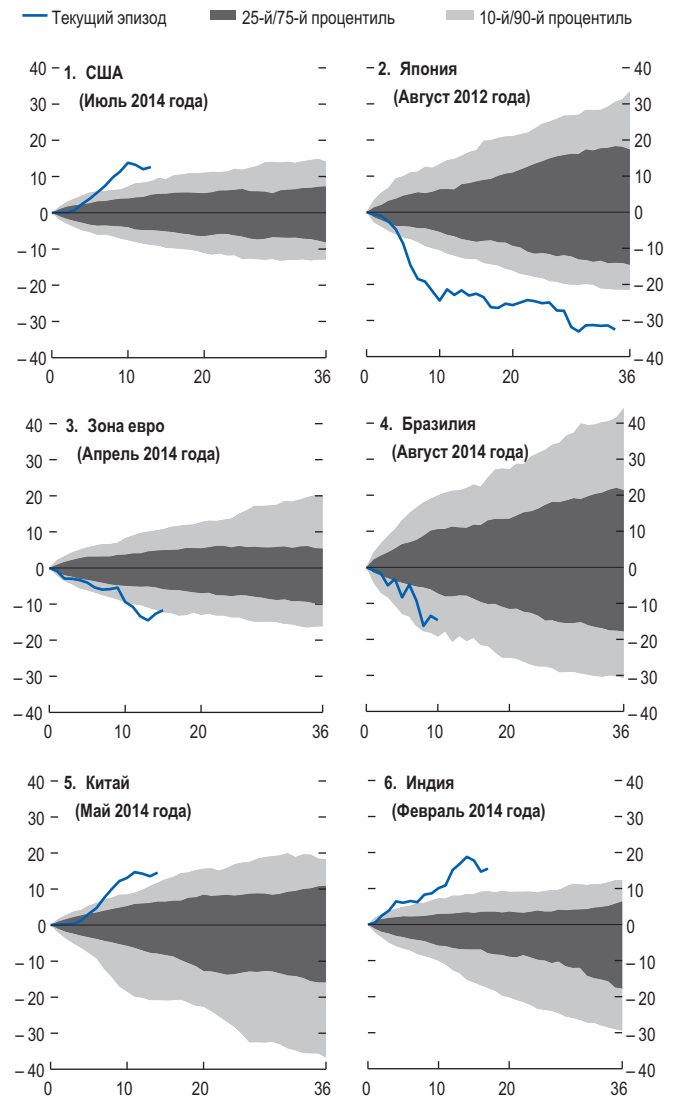 Текущий эпизод 25-й/75-й процентиль 10-й/90-й процентиль
1. США
(Июль 2014 года)
40
30
20
10
0
– 10
– 20
– 30
– 40
0 10 20 36
2. Япония
(Август 2012 года)
40
30
20
10
0
– 10
– 20
– 30
– 40
0 10 20 36
3. Зона евро
(Апрель 2014 года)
40
30
20
10
0
– 10
– 20
– 30
– 40
0 10 20 36
4. Бразилия
(Август 2014 года)
40
30
20
10
0
– 10
– 20
– 30
– 40
0 10 20 36
5. Китай
(Май 2014 года)
40
30
20
10
0
– 10
– 20
– 30
– 40
0 10 20 36
6. Индия
(Февраль 2014 года)
40
30
20
10
0
– 10
– 20
– 30
– 40
0 10 20 36